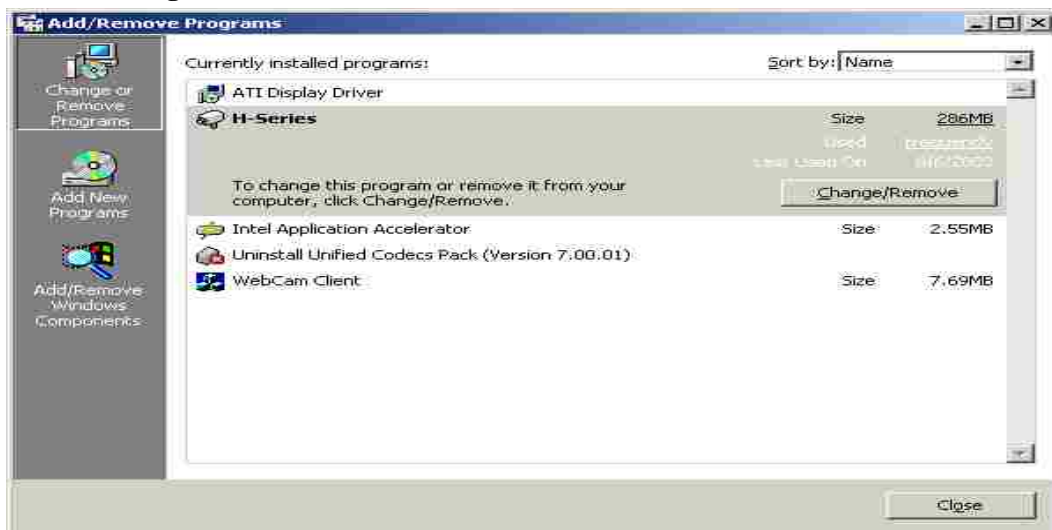 Add/Remove Programs
Change or
Remove
Programs
Add New
Programs
Add/Remove
Windows
Components
Currently installed programs:
Sort by: Name
ATI Display Driver
H-Series
Size 286MB
Used frequently
Last Used On
To change this program or remove it from your
computer, click Change/Remove.
Change/Remove
Intel Application Accelerator
Size 2.55MB
Uninstall Unified Codecs Pack (Version 7.00.01)
WebCam Client
Size 7.69MB
Close